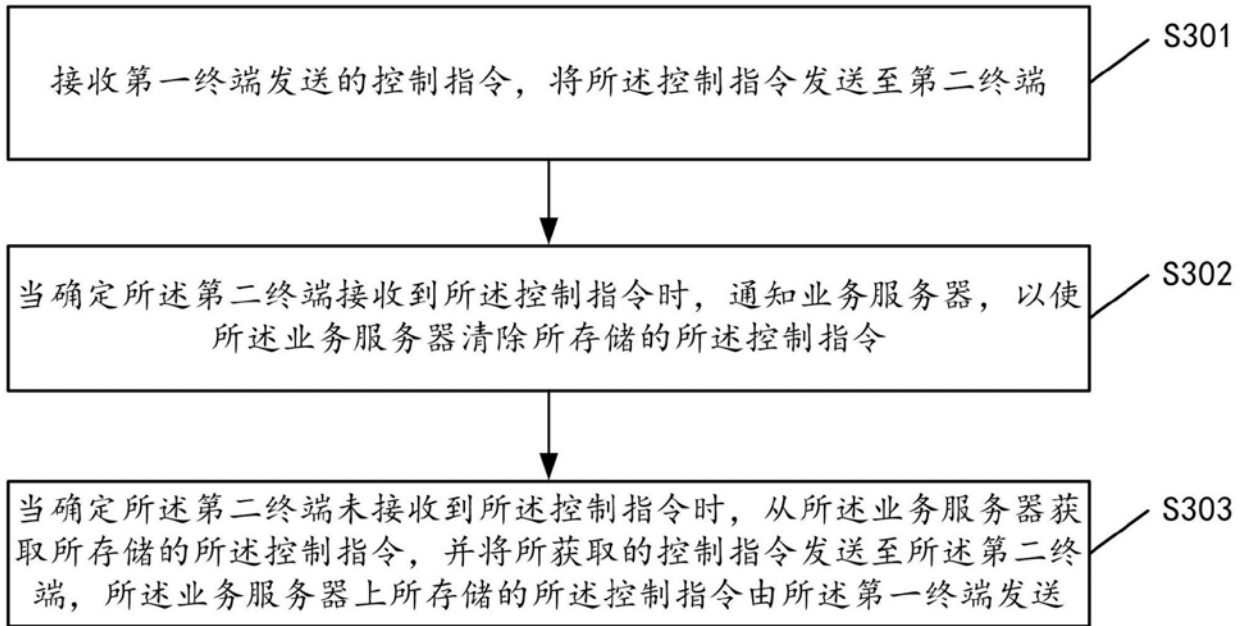 接收第一终端发送的控制指令，将所述控制指令发送至第二终端
S301
当确定所述第二终端接收到所述控制指令时，通知业务服务器，以使
所述业务服务器清除所存储的所述控制指令
S302
当确定所述第二终端未接收到所述控制指令时，从所述业务服务器获
取所存储的所述控制指令，并将所获取的控制指令发送至所述第二终
端，所述业务服务器上所存储的所述控制指令由所述第一终端发送
S303